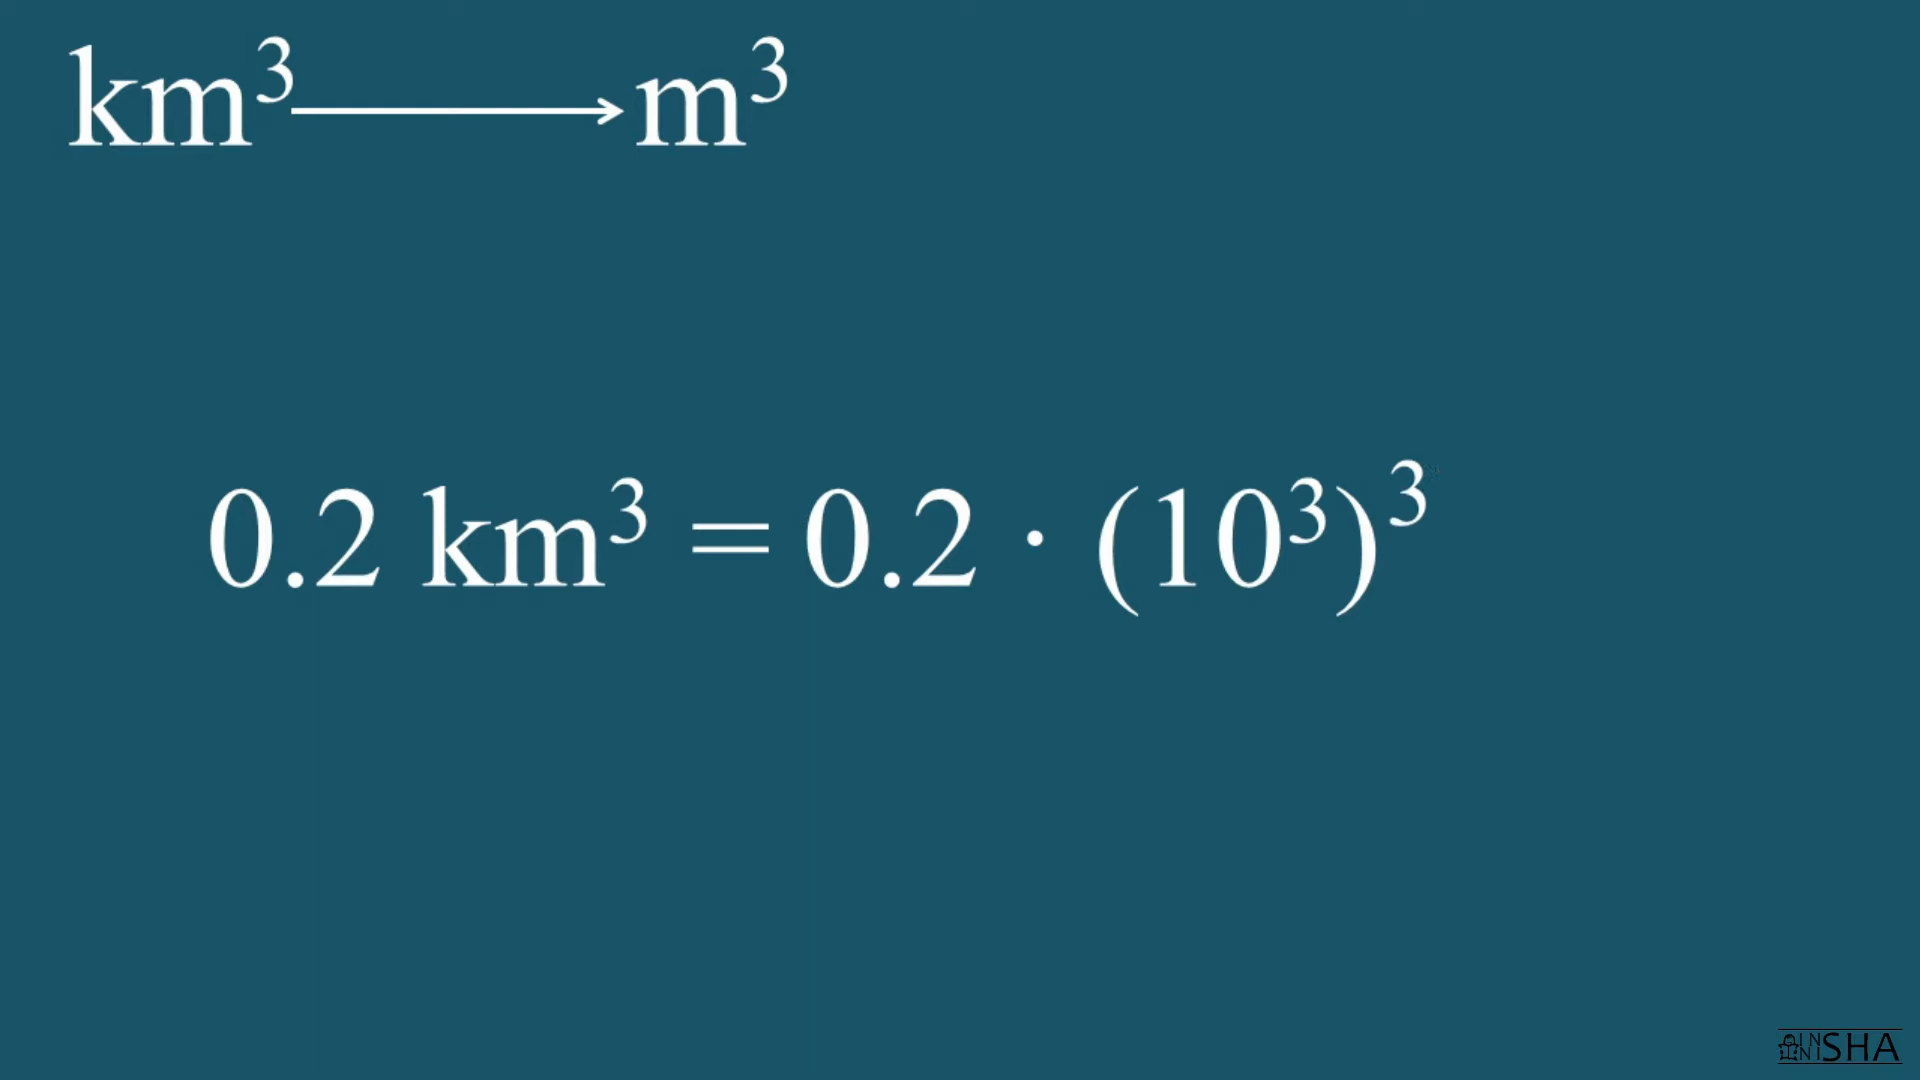 km³ → m³
0.2 km³ = 0.2 · (10³)³
SHA